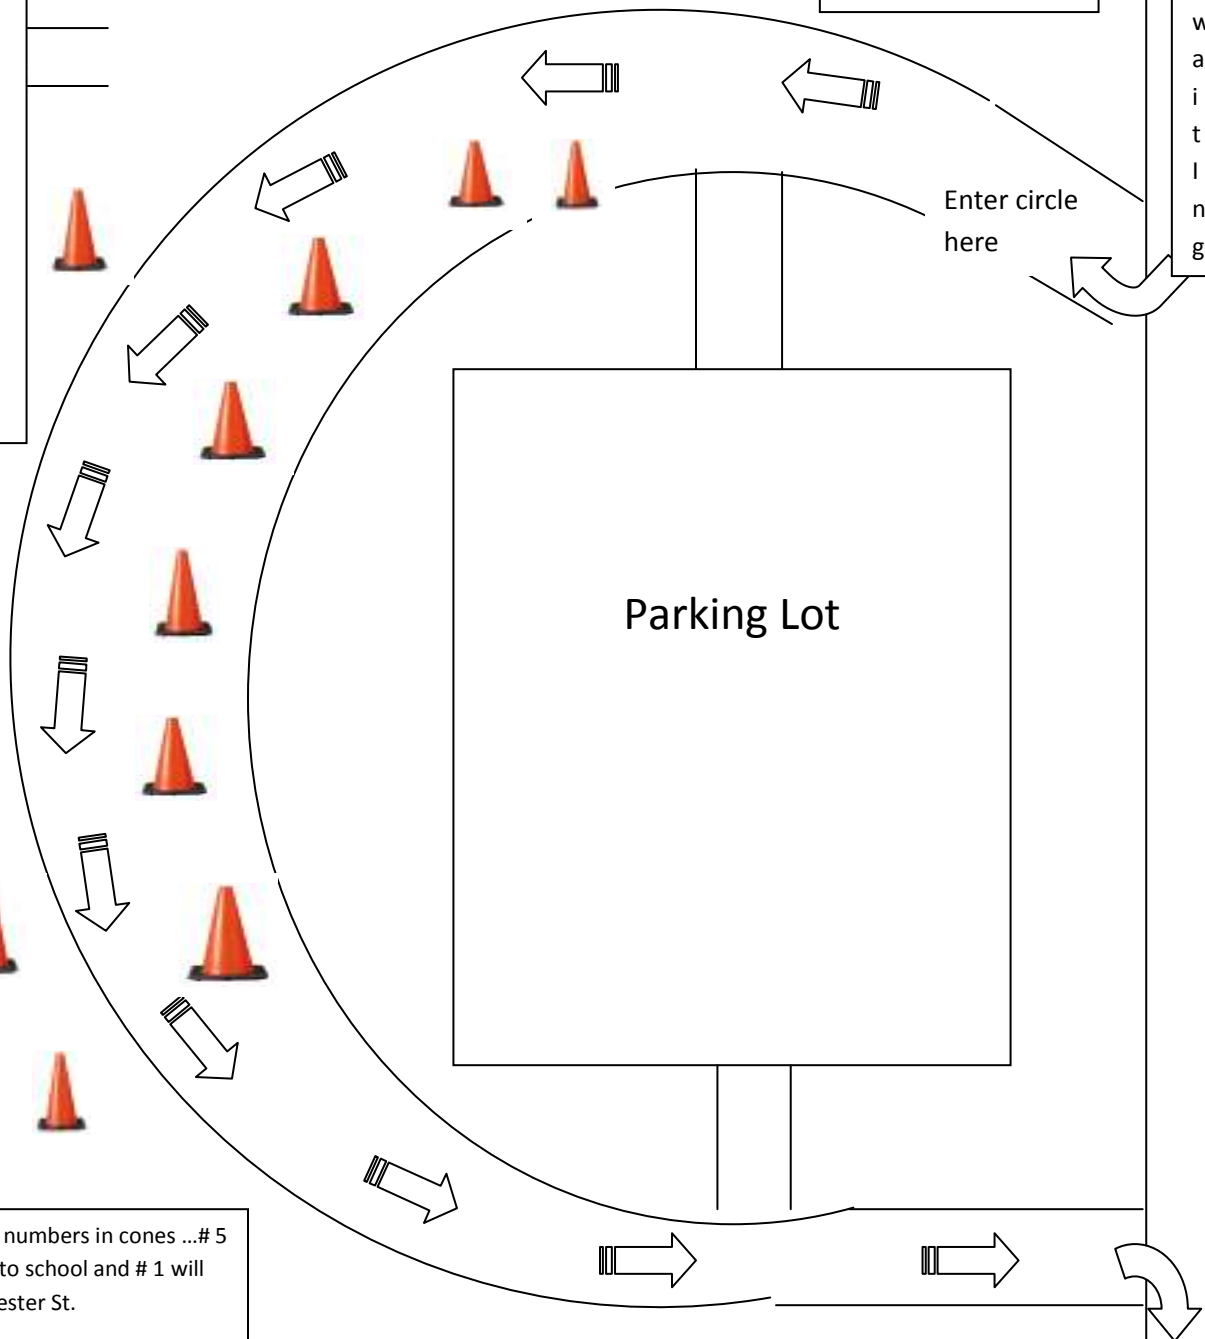 w
a
i
t
I
n
g
Enter circle
here
Parking Lot
numbers in cones ...# 5
to school and # 1 will
ester St.